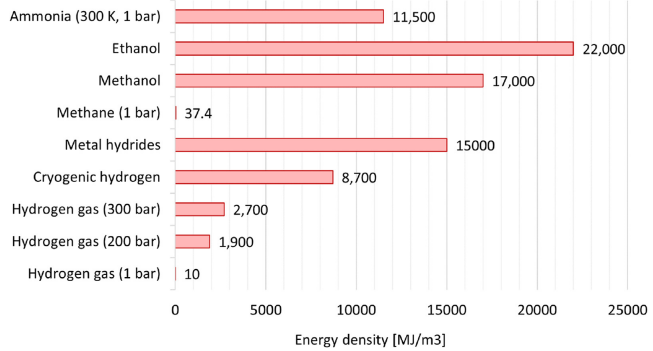 Ammonia (300 K, 1 bar) 11,500
Ethanol 22,000
Methanol 17,000
Methane (1 bar) 37.4
Metal hydrides 15000
Cryogenic hydrogen 8,700
Hydrogen gas (300 bar) 2,700
Hydrogen gas (200 bar) 1,900
Hydrogen gas (1 bar) 10
0 5000 10000 15000 20000 25000
Energy density [MJ/m3]